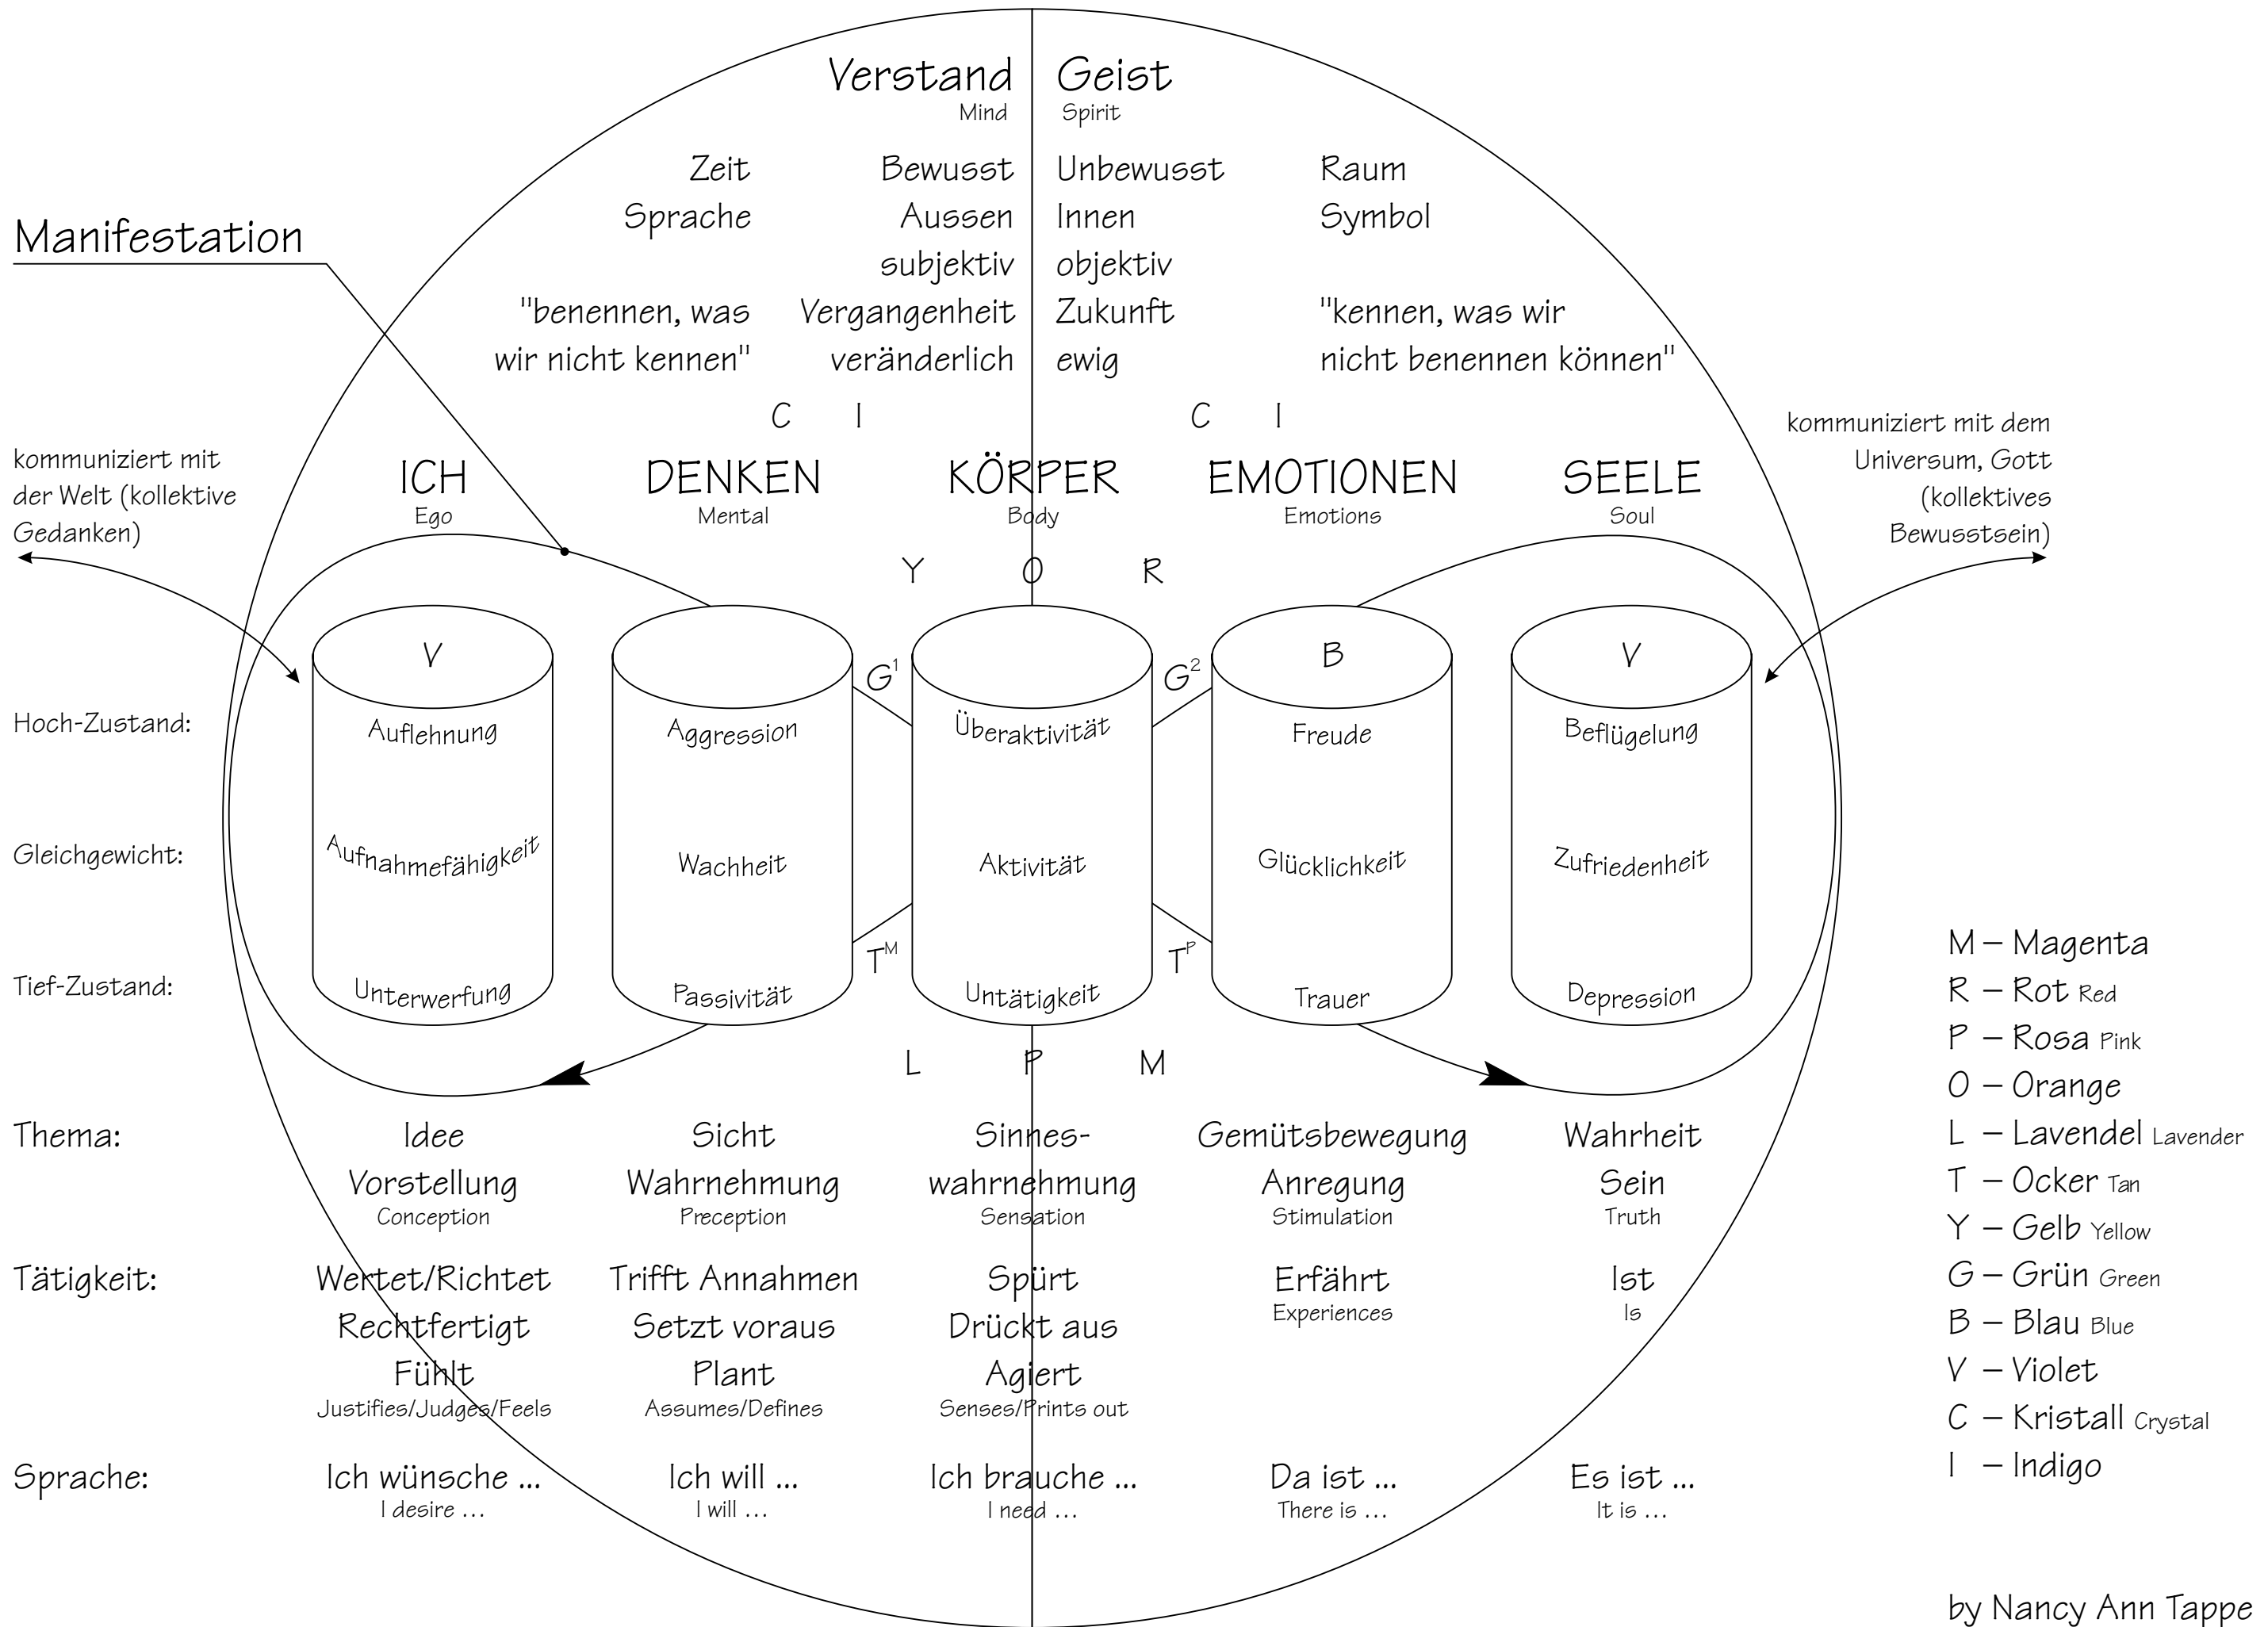 Verstand Geist
Mind Spirit
Zeit Bewusst Unbewusst Raum
Sprache Aussen Innen Symbol
Manifestation
subjektiv objektiv
"benennen, was Vergangenheit Zukunft "kennen, was wir
wir nicht kennen" veränderlich ewig nicht benennen können"
C I C I
kommuniziert mit
der Welt (kollektive
Gedanken)
kommuniziert mit dem
Universum, Gott
(kollektives
Bewusstsein)
ICH DENKEN KÖRPER EMOTIONEN SEELE
Ego Mental Body Emotions Soul
Y O R
V B V
G1 G2
Hoch-Zustand: Auflehnung Aggression Überaktivität Freude Beflügelung
Gleichgewicht: Aufnahmefähigkeit Wachheit Aktivität Glücklichkeit Zufriedenheit
TM TP
Tief-Zustand: Unterwerfung Passivität Untätigkeit Trauer Depression
L P M
Thema: Idee Sicht Sinnes- Gemütsbewegung Wahrheit
Vorstellung Wahrnehmung wahrnehmung Anregung Sein
Conception Preception Sensation Stimulation Truth
Tätigkeit: Wertet/Richtet Trifft Annahmen Spürt Erfährt Ist
Experiences Is
Rechtfertigt Setzt voraus Drückt aus
Fühlt Plant Agiert
Justifies/Judges/Feels Assumes/Defines Senses/Prints out
Sprache: Ich wünsche ... Ich will ... Ich brauche ... Da ist ... Es ist ...
I desire ... I will ... I need ... There is ... It is ...
M – Magenta
R – Rot Red
P – Rosa Pink
O – Orange
L – Lavendel Lavender
T – Ocker Tan
Y – Gelb Yellow
G – Grün Green
B – Blau Blue
V – Violet
C – Kristall Crystal
I – Indigo
by Nancy Ann Tappe